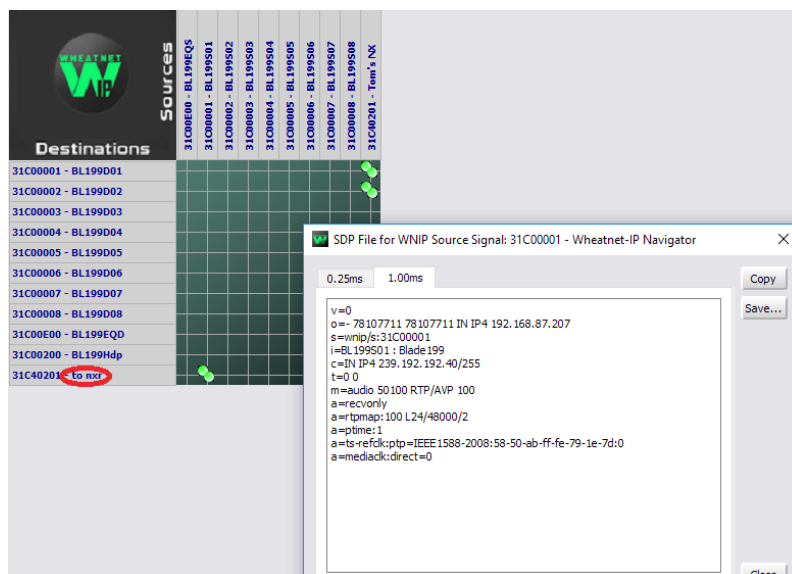 WHEATNET
IP
Sources
Destinations
31C00E00 - BL199EQS
31C00001 - BL199S01
31C00002 - BL199S02
31C00003 - BL199S03
31C00004 - BL199S04
31C00005 - BL199S05
31C00006 - BL199S06
31C00007 - BL199S07
31C00008 - BL199S08
31C40201 - Tom's NX
31C00001 - BL199D01
31C00002 - BL199D02
31C00003 - BL199D03
31C00004 - BL199D04
31C00005 - BL199D05
31C00006 - BL199D06
31C00007 - BL199D07
31C00008 - BL199D08
31C00E00 - BL199EQD
31C00200 - BL199Hdp
31C40201 - to nxr
SDP File for WNIP Source Signal: 31C00001 - Wheatnet-IP Navigator
0.25ms 1.00ms
Copy
Save...
v=0
o=- 78107711 78107711 IN IP4 192.168.87.207
s=wnip/s:31C00001
i=BL199S01 : Blade199
c=IN IP4 239.192.192.40/255
t=0 0
m=audio 50100 RTP/AVP 100
a=recvonly
a=rtpmap:100 L24/48000/2
a=ptime:1
a=ts-refclk:ptp=IEEE1588-2008:58-50-ab-ff-fe-79-1e-7d:0
a=mediaclk:direct=0